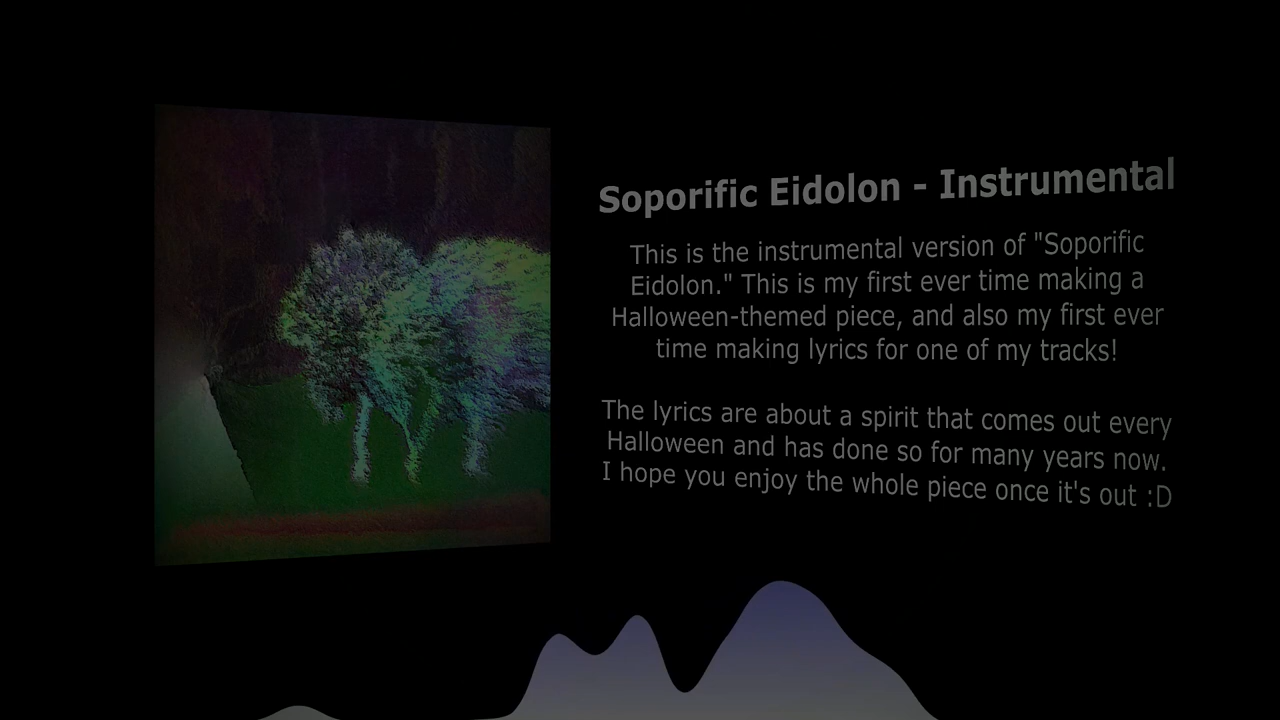 Soporific Eidolon - Instrumental
This is the instrumental version of "Soporific
Eidolon." This is my first ever time making a
Halloween-themed piece, and also my first ever
time making lyrics for one of my tracks!
The lyrics are about a spirit that comes out every
Halloween and has done so for many years now.
I hope you enjoy the whole piece once it's out :D